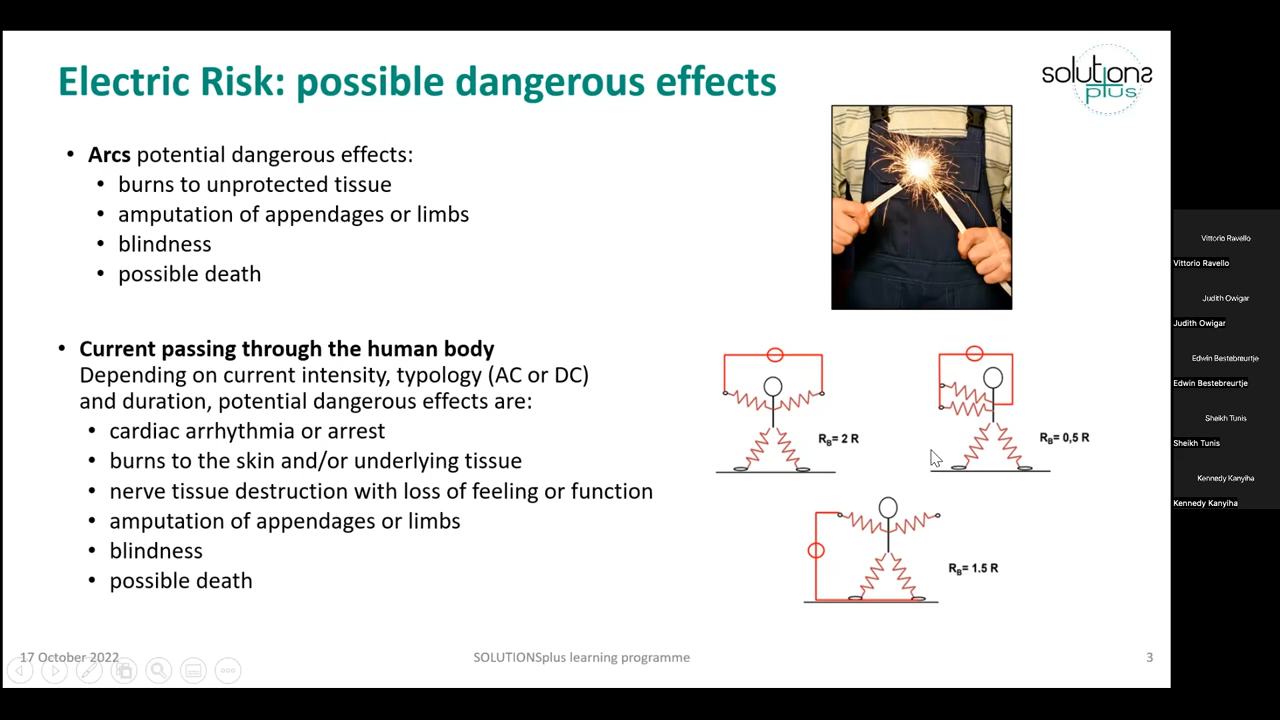 Electric Risk: possible dangerous effects
solutions
plus
• Arcs potential dangerous effects:
• burns to unprotected tissue
• amputation of appendages or limbs
• blindness
• possible death
• Current passing through the human body
Depending on current intensity, typology (AC or DC)
and duration, potential dangerous effects are:
• cardiac arrhythmia or arrest
• burns to the skin and/or underlying tissue
• nerve tissue destruction with loss of feeling or function
• amputation of appendages or limbs
• blindness
• possible death
RB= 2 R
RB= 0,5 R
RB= 1.5 R
17 October 2022
SOLUTIONSplus learning programme
3
Vittorio Ravello
Vittorio Ravello
Judith Owigar
Judith Owigar
Edwin Bestebreurtje
Edwin Bestebreurtje
Sheikh Tunis
Sheikh Tunis
Kennedy Kanyiha
Kennedy Kanyiha